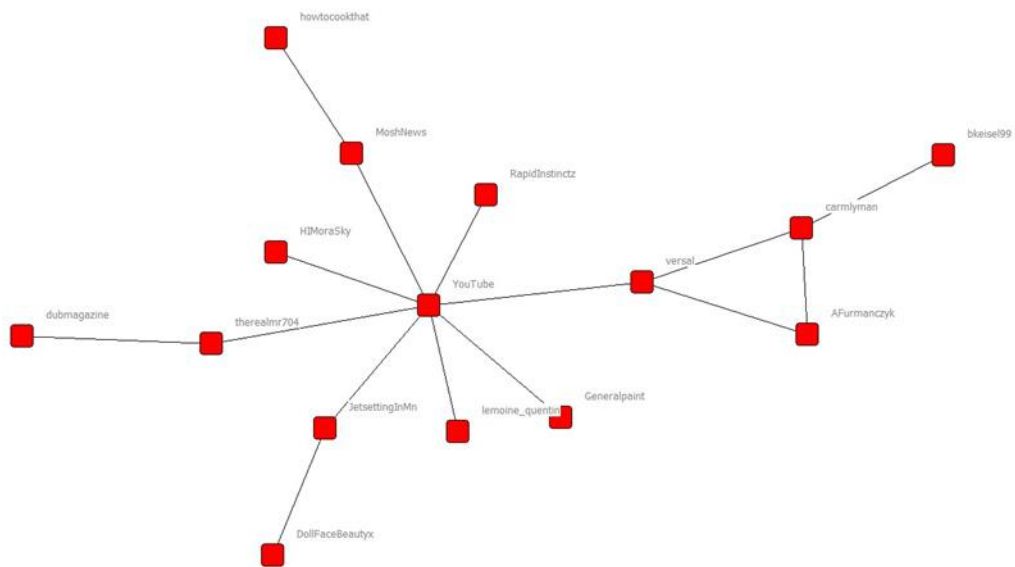 howtocookthat
MoshNews
bkeisel99
RapidInstinctz
carmlyman
HIMoraSky
versal
YouTube
dubmagazine
therealmr704
AFurmanczyk
Generalpaint
JetsettingInMn
lemoine_quentin
DollFaceBeautyx